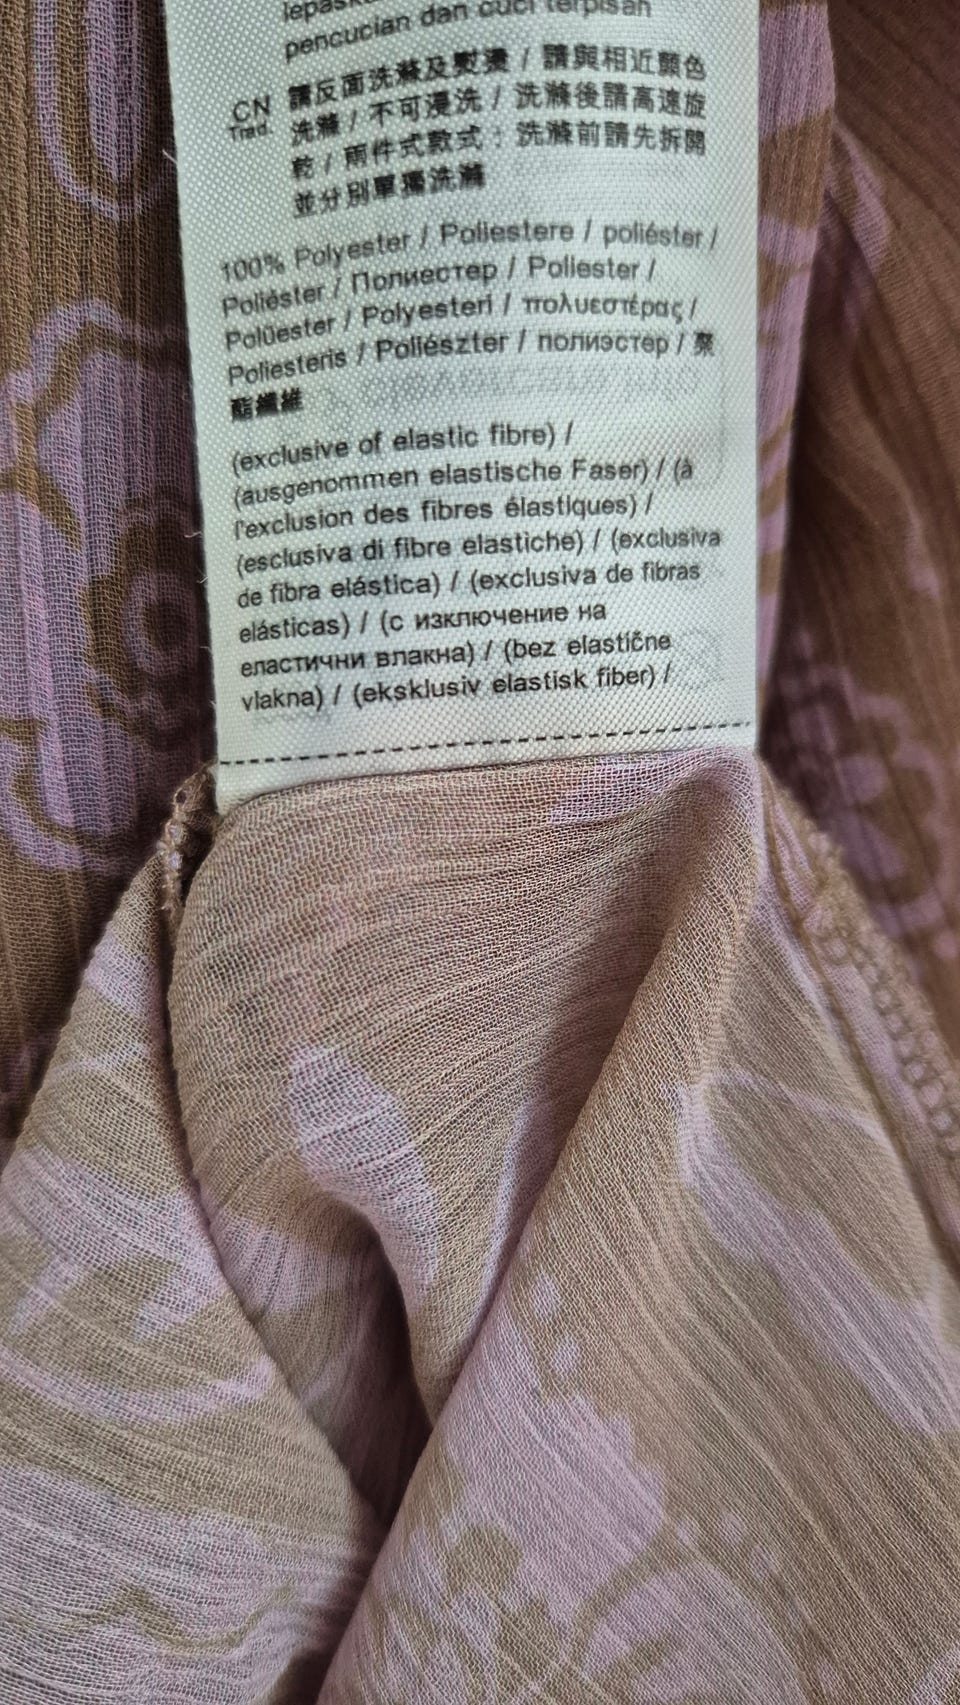 pencucian dan cuci terpisah
CN 請反面洗滌及熨燙 / 請與相近顏色
Trad. 洗滌 / 不可浸洗 / 洗滌後請高速旋
乾 / 兩件式款式 : 洗滌前請先拆開
並分別單獨洗滌
100% Polyester / Poliestere / poliéster /
Poliéster / Полиестер / Poliester /
Polüester / Polyesteri / πολυεστέρας /
Poliesteris / Poliészter / полиэстер / 聚
酯纖維
(exclusive of elastic fibre) /
(ausgenommen elastische Faser) / (à
l'exclusion des fibres élastiques) /
(esclusiva di fibre elastiche) / (exclusiva
de fibra elástica) / (exclusiva de fibras
elásticas) / (с изключение на
еластични влакна) / (bez elastične
vlakna) / (eksklusiv elastisk fiber) /